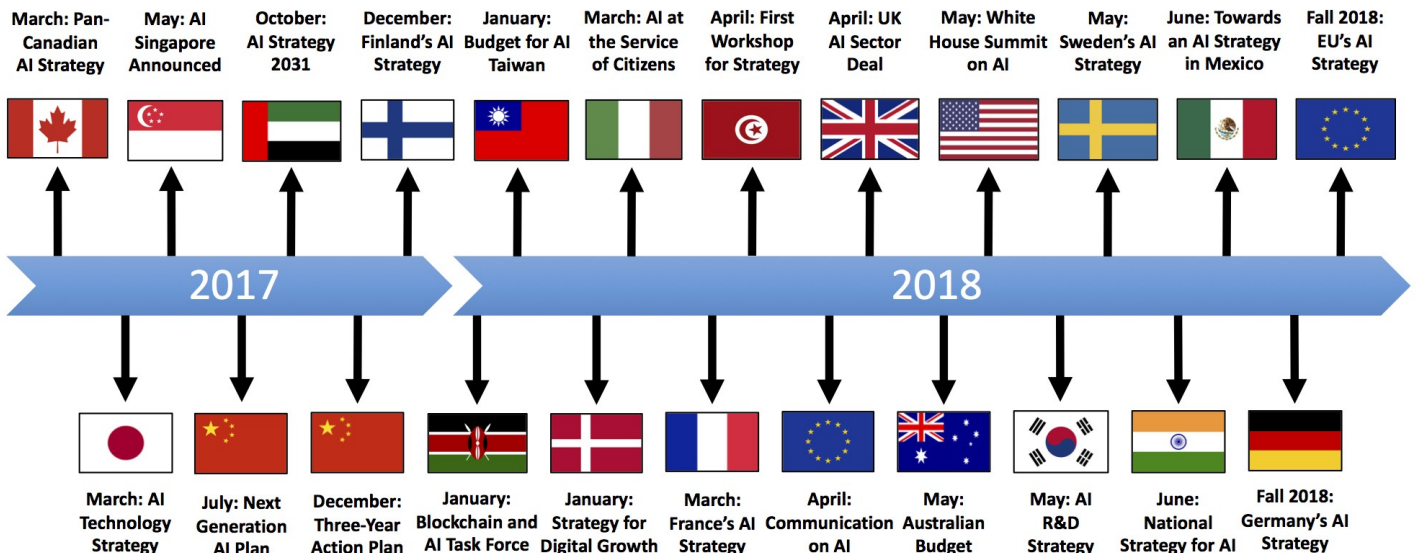 March: Pan-
Canadian
AI Strategy
May: AI
Singapore
Announced
October:
AI Strategy
2031
December:
Finland's AI
Strategy
January:
Budget for AI
Taiwan
March: AI at
the Service
of Citizens
April: First
Workshop
for Strategy
April: UK
AI Sector
Deal
May: White
House Summit
on AI
May:
Sweden's AI
Strategy
June: Towards
an AI Strategy
in Mexico
Fall 2018:
EU's AI
Strategy
2017
2018
March: AI
Technology
Strategy
July: Next
Generation
AI Plan
December:
Three-Year
Action Plan
January:
Blockchain and
AI Task Force
January:
Strategy for
Digital Growth
March:
France's AI
Strategy
April:
Communication
on AI
May:
Australian
Budget
May: AI
R&D
Strategy
June:
National
Strategy for AI
Fall 2018:
Germany's AI
Strategy